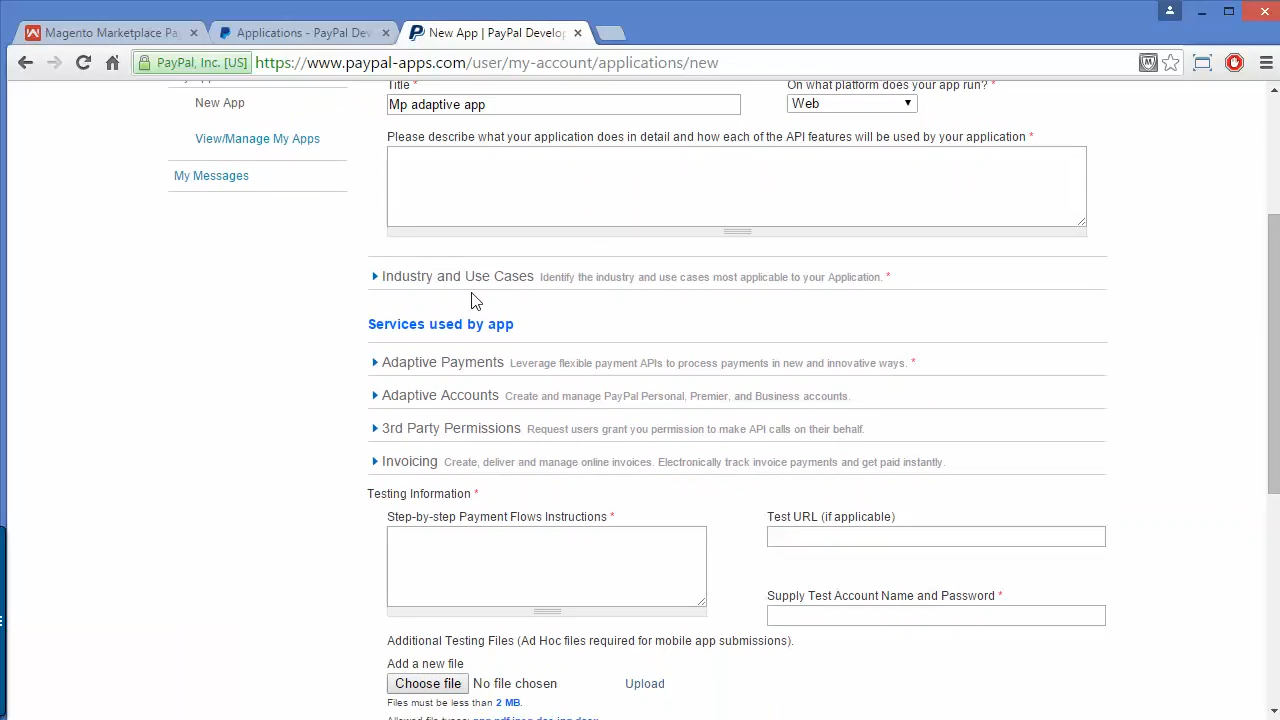 Magento Marketplace Pa
Applications - PayPal Dev
New App | PayPal Develop
PayPal, Inc. [US]
https://www.paypal-apps.com/user/my-account/applications/new
New App
View/Manage My Apps
My Messages
Title *
On what platform does your app run? *
Mp adaptive app
Web
Please describe what your application does in detail and how each of the API features will be used by your application *
Industry and Use Cases Identify the industry and use cases most applicable to your Application. *
Services used by app
Adaptive Payments Leverage flexible payment APIs to process payments in new and innovative ways. *
Adaptive Accounts Create and manage PayPal Personal, Premier, and Business accounts.
3rd Party Permissions Request users grant you permission to make API calls on their behalf.
Invoicing Create, deliver and manage online invoices. Electronically track invoice payments and get paid instantly.
Testing Information *
Step-by-step Payment Flows Instructions *
Test URL (if applicable)
Supply Test Account Name and Password *
Additional Testing Files (Ad Hoc files required for mobile app submissions).
Add a new file
Choose file No file chosen
Upload
Files must be less than 2 MB.